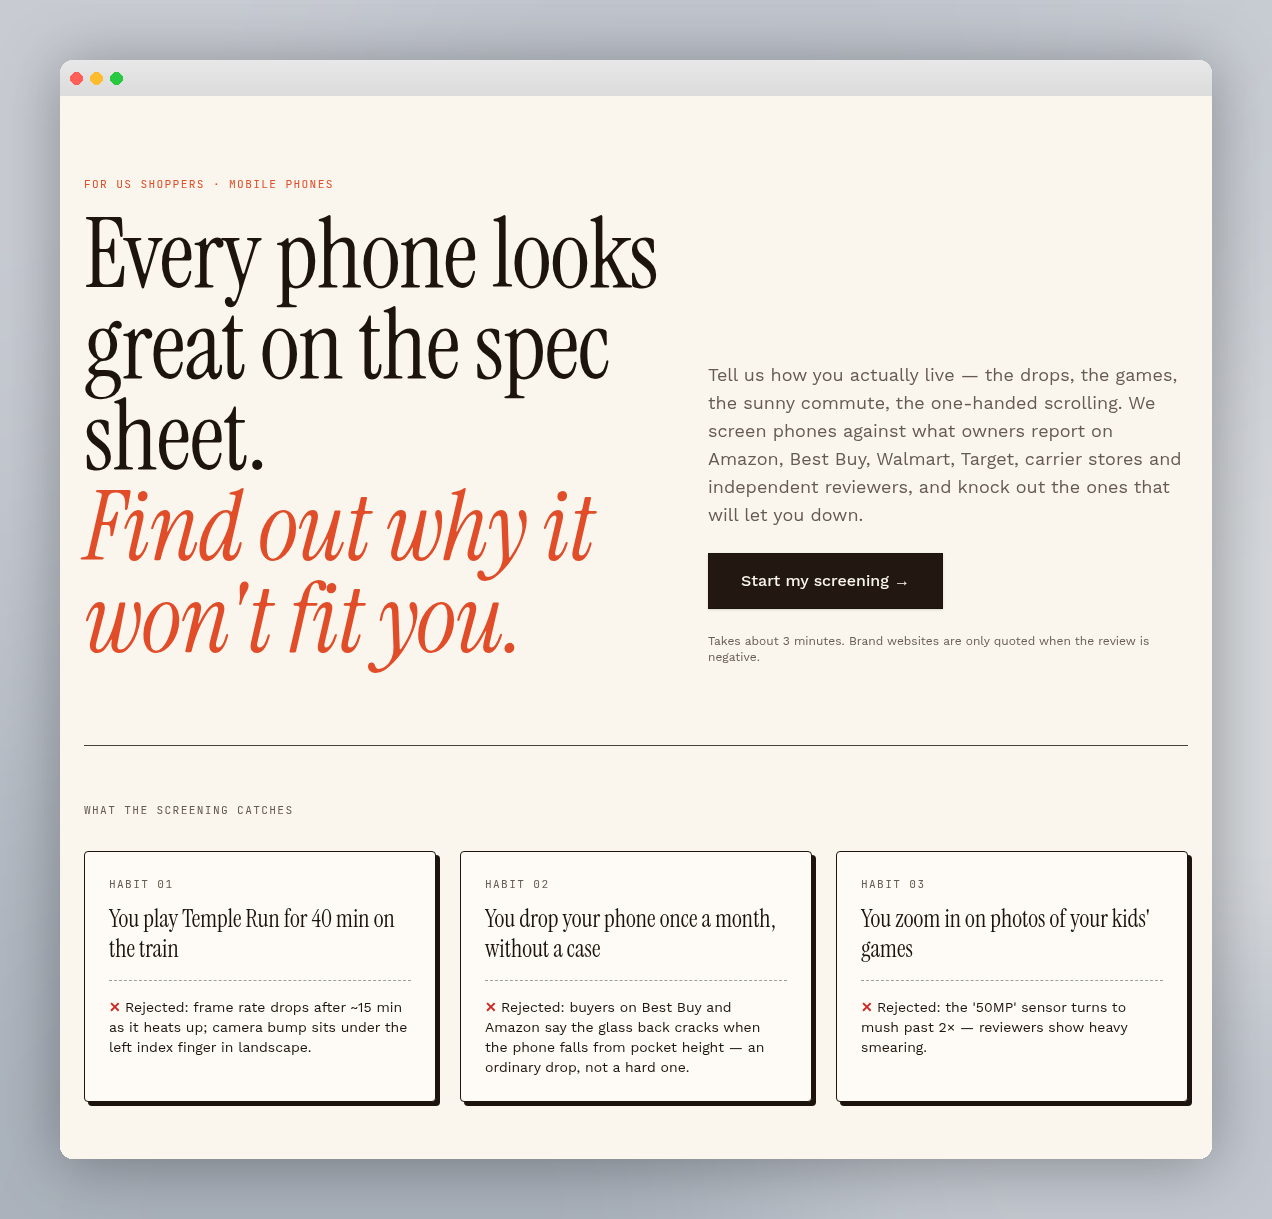 FOR US SHOPPERS · MOBILE PHONES
Every phone looks
great on the spec
sheet.
Find out why it
won't fit you.
Tell us how you actually live — the drops, the games,
the sunny commute, the one-handed scrolling. We
screen phones against what owners report on
Amazon, Best Buy, Walmart, Target, carrier stores and
independent reviewers, and knock out the ones that
will let you down.
Start my screening →
Takes about 3 minutes. Brand websites are only quoted when the review is
negative.
WHAT THE SCREENING CATCHES
HABIT 01
You play Temple Run for 40 min on
the train
✕ Rejected: frame rate drops after ~15 min
as it heats up; camera bump sits under the
left index finger in landscape.
HABIT 02
You drop your phone once a month,
without a case
✕ Rejected: buyers on Best Buy and
Amazon say the glass back cracks when
the phone falls from pocket height — an
ordinary drop, not a hard one.
HABIT 03
You zoom in on photos of your kids'
games
✕ Rejected: the '50MP' sensor turns to
mush past 2× — reviewers show heavy
smearing.